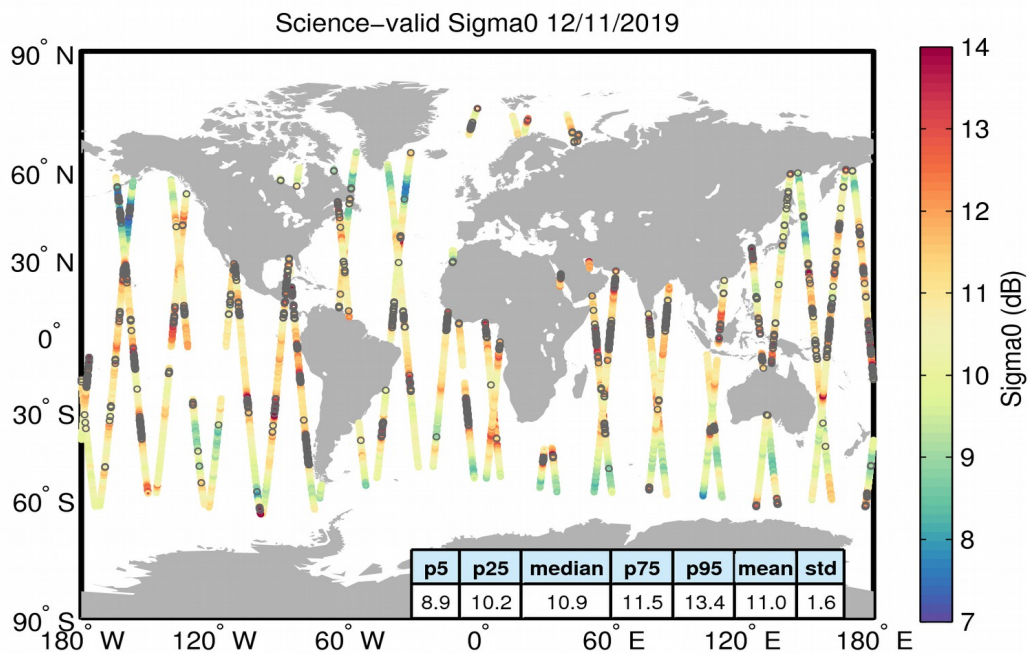 Science−valid Sigma0 12/11/2019
90° N
60° N
30° N
0°
30° S
60° S
90° S
180° W
120° W
60° W
0°
60° E
120° E
180° E
p5 p25 median p75 p95 mean std
8.9 10.2 10.9 11.5 13.4 11.0 1.6
14
13
12
11
10
9
8
7
Sigma0 (dB)